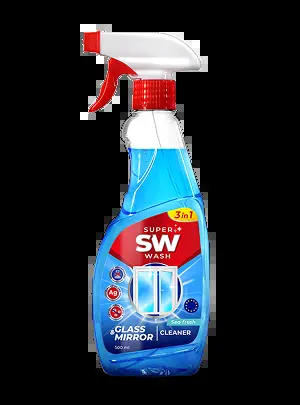 3 in 1
SUPER
SW
WASH
Ag
Sea fresh
GLASS
& MIRROR
CLEANER
500 ml